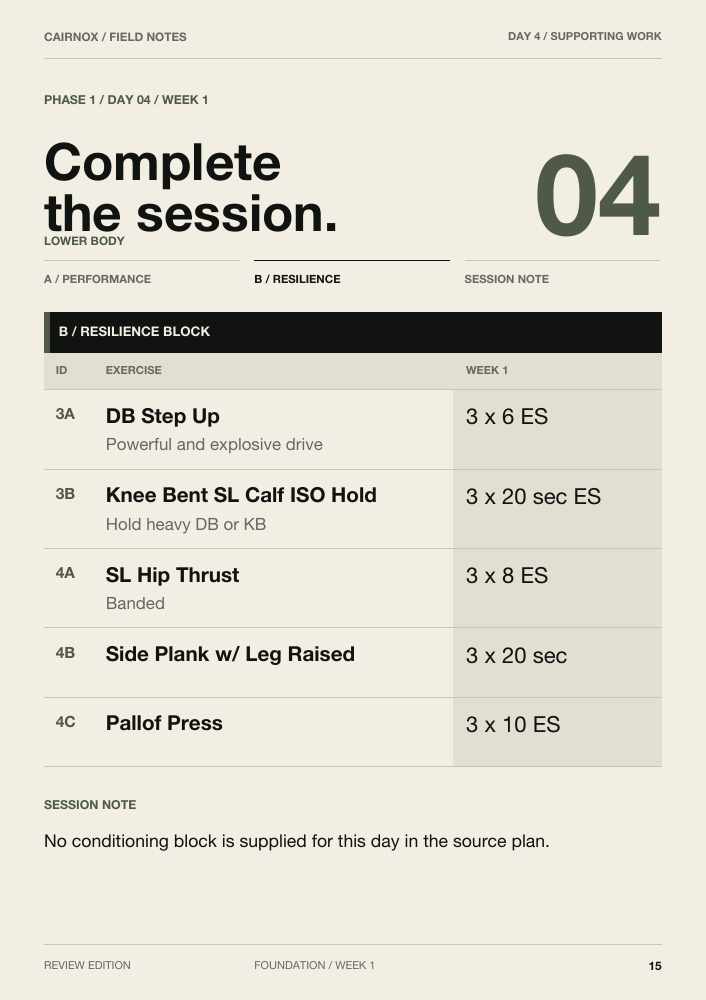 CAIRNOX / FIELD NOTES
DAY 4 / SUPPORTING WORK
PHASE 1 / DAY 04 / WEEK 1
Complete
the session.
04
LOWER BODY
A / PERFORMANCE
B / RESILIENCE
SESSION NOTE
B / RESILIENCE BLOCK
ID EXERCISE WEEK 1
3A DB Step Up 3 x 6 ES
Powerful and explosive drive
3B Knee Bent SL Calf ISO Hold 3 x 20 sec ES
Hold heavy DB or KB
4A SL Hip Thrust 3 x 8 ES
Banded
4B Side Plank w/ Leg Raised 3 x 20 sec
4C Pallof Press 3 x 10 ES
SESSION NOTE
No conditioning block is supplied for this day in the source plan.
REVIEW EDITION FOUNDATION / WEEK 1 15